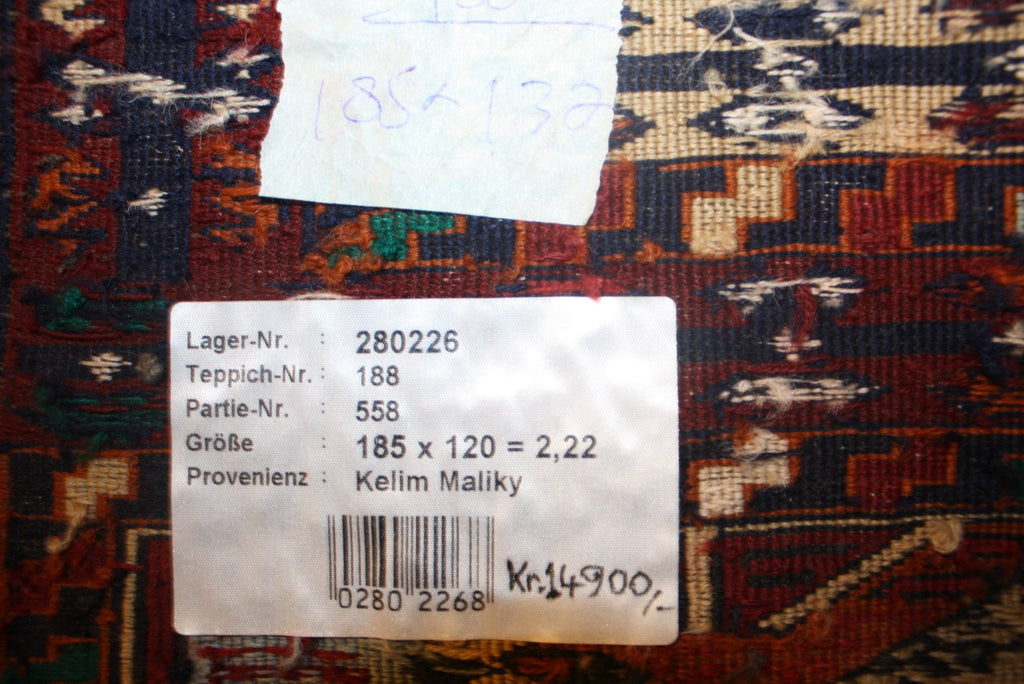 185 x 132
Lager-Nr. : 280226
Teppich-Nr. : 188
Partie-Nr. : 558
Größe : 185 x 120 = 2,22
Provenienz : Kelim Maliky
0280 2268
Kr.14900,-